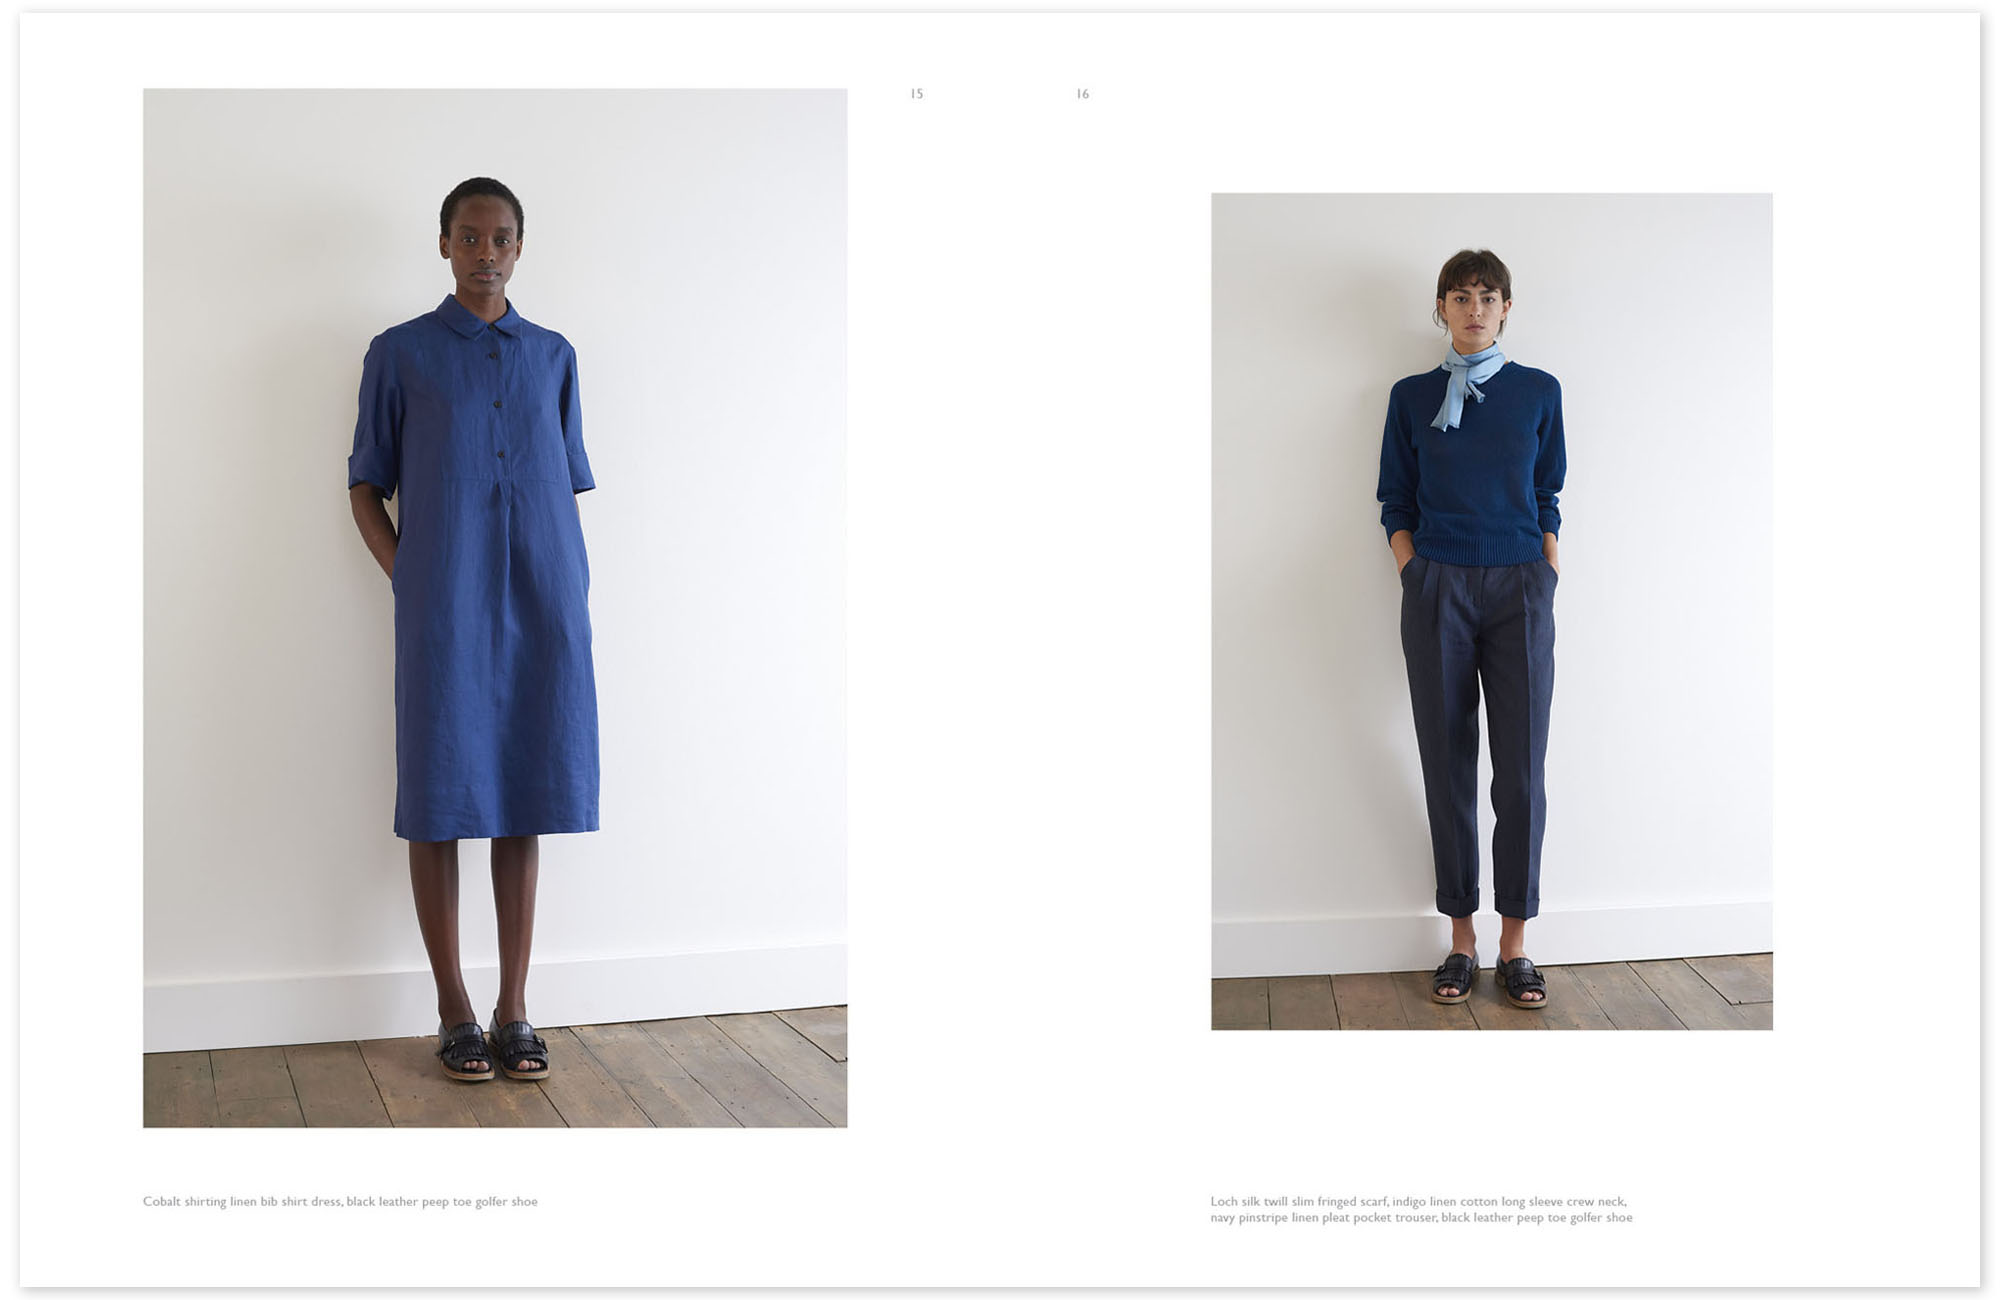 15
16
Cobalt shirting linen bib shirt dress, black leather peep toe golfer shoe
Loch silk twill slim fringed scarf, indigo linen cotton long sleeve crew neck,
navy pinstripe linen pleat pocket trouser, black leather peep toe golfer shoe